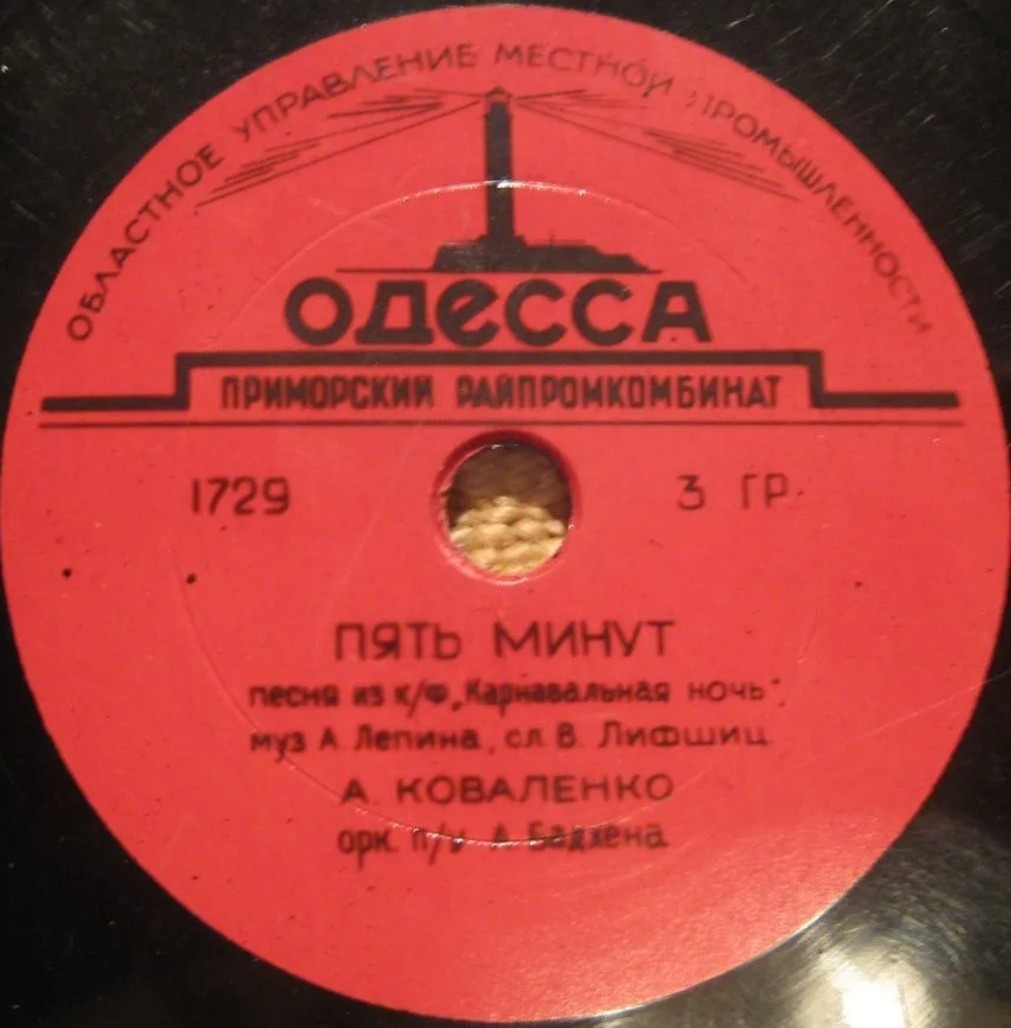 ОБЛАСТНОЕ УПРАВЛЕНИЕ МЕСТНОЙ ПРОМЫШЛЕННОСТИ
ОДЕССА
ПРИМОРСКИЙ РАЙПРОМКОМБИНАТ
1729 3 ГР.
ПЯТЬ МИНУТ
песня из к/ф „Карнавальная ночь"
муз А. Лепина, сл. В. Лифшиц
А. КОВАЛЕНКО
орк. п/у А. Бадхена